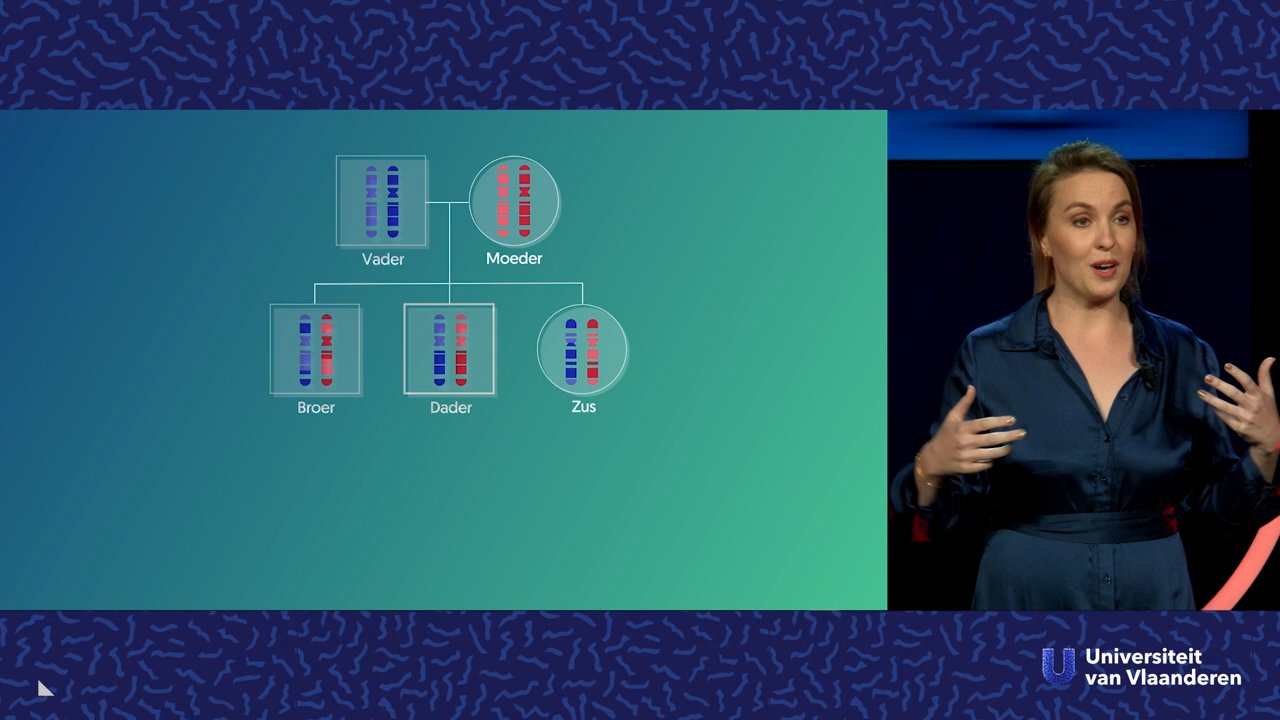 Vader
Moeder
Broer
Dader
Zus
Universiteit
van Vlaanderen